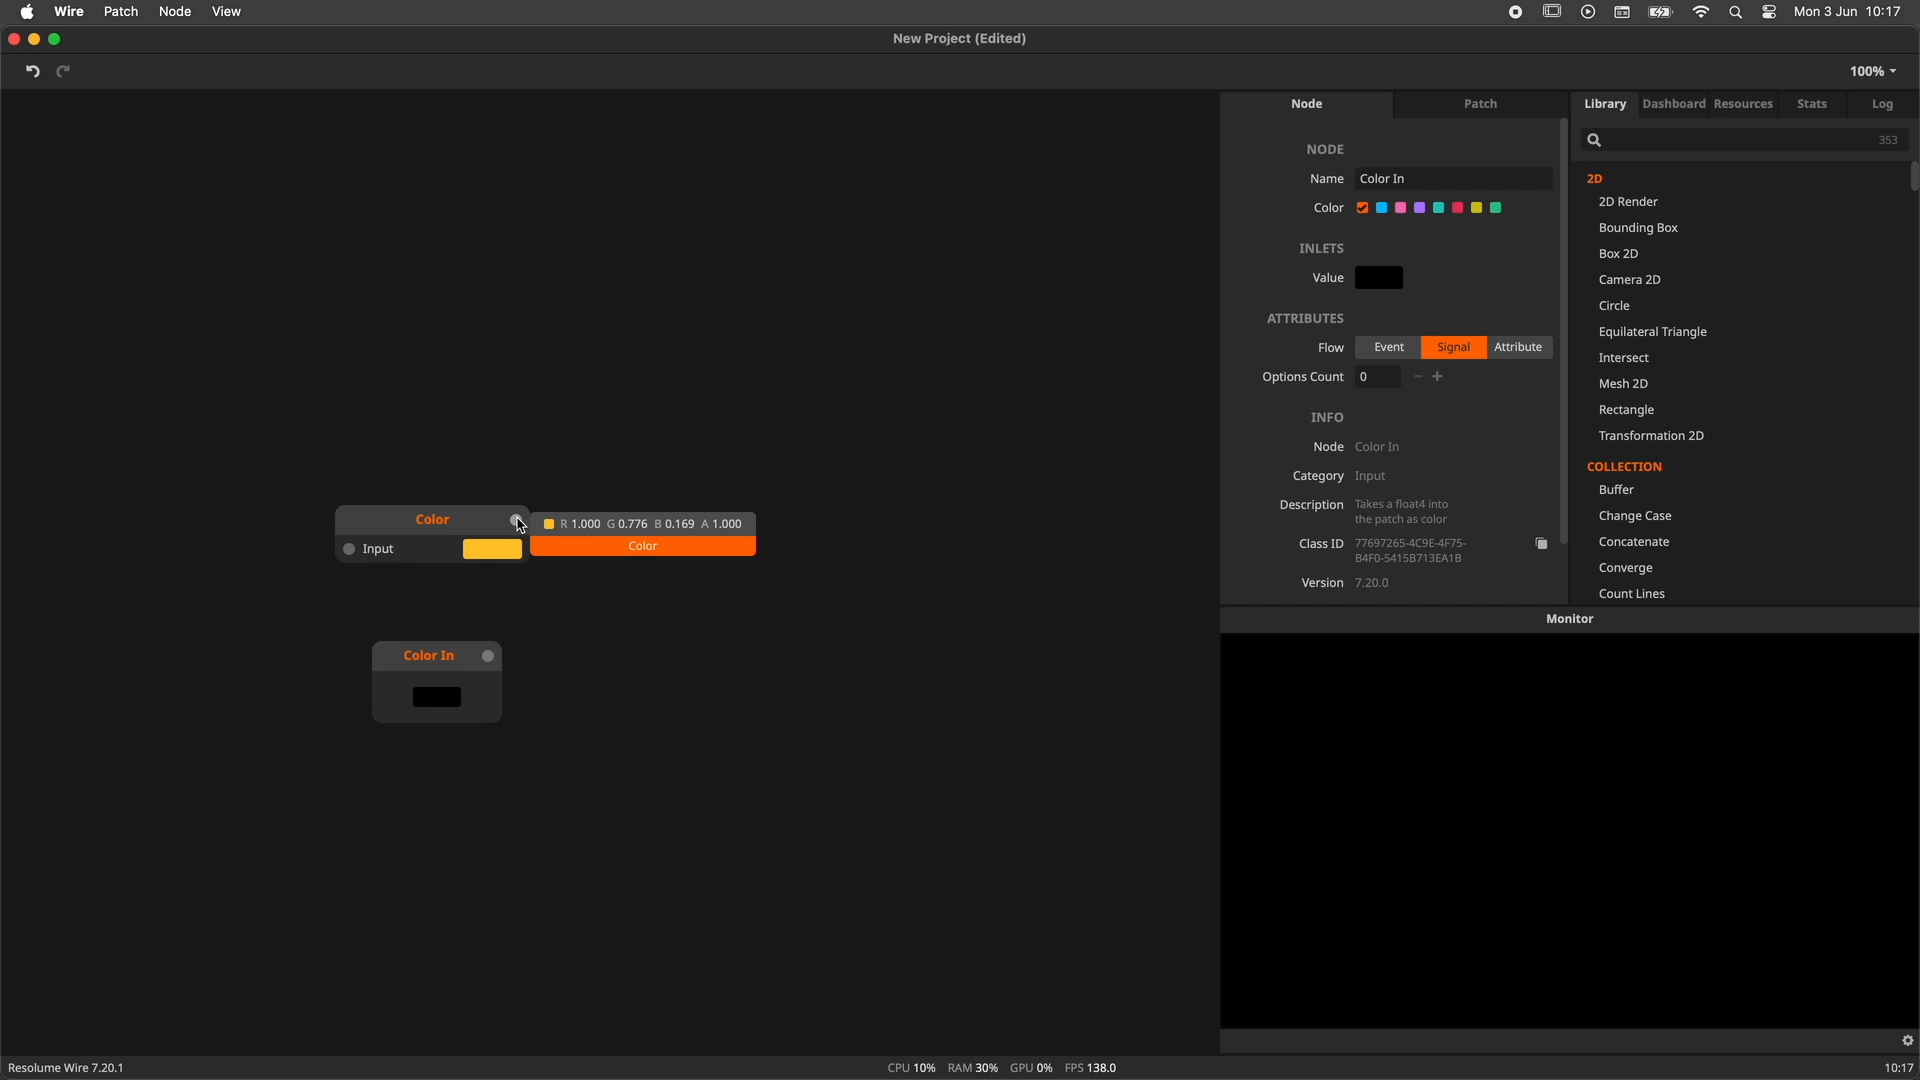 Wire Patch Node View Mon 3 Jun 10:17
New Project (Edited)
100%
Node Patch Library Dashboard Resources Stats Log
353
NODE
Name Color In
Color
INLETS
Value
ATTRIBUTES
Flow Event Signal Attribute
Options Count 0 − +
INFO
Node Color In
Category Input
Description Takes a float4 into
the patch as color
Class ID 77697265-4C9E-4F75-
B4F0-5415B713EA1B
Version 7.20.0
2D
2D Render
Bounding Box
Box 2D
Camera 2D
Circle
Equilateral Triangle
Intersect
Mesh 2D
Rectangle
Transformation 2D
COLLECTION
Buffer
Change Case
Concatenate
Converge
Count Lines
Color
Input
R 1.000 G 0.776 B 0.169 A 1.000
Color
Color In
Monitor
Resolume Wire 7.20.1 CPU 10% RAM 30% GPU 0% FPS 138.0 10:17